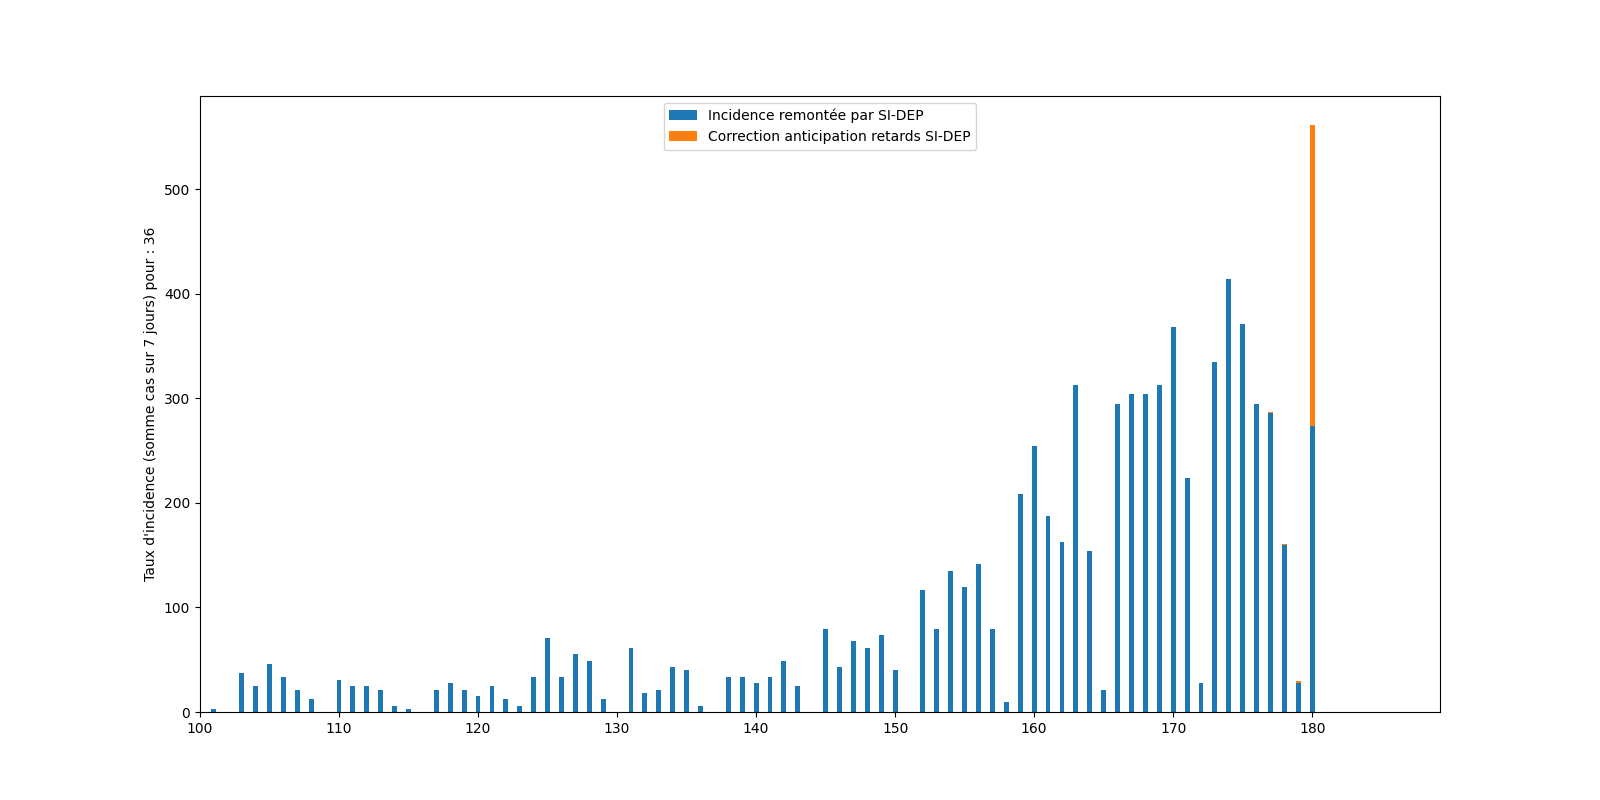 Incidence remontée par SI-DEP
Correction anticipation retards SI-DEP
Taux d'incidence (somme cas sur 7 jours) pour : 36
500
400
300
200
100
0
100 110 120 130 140 150 160 170 180